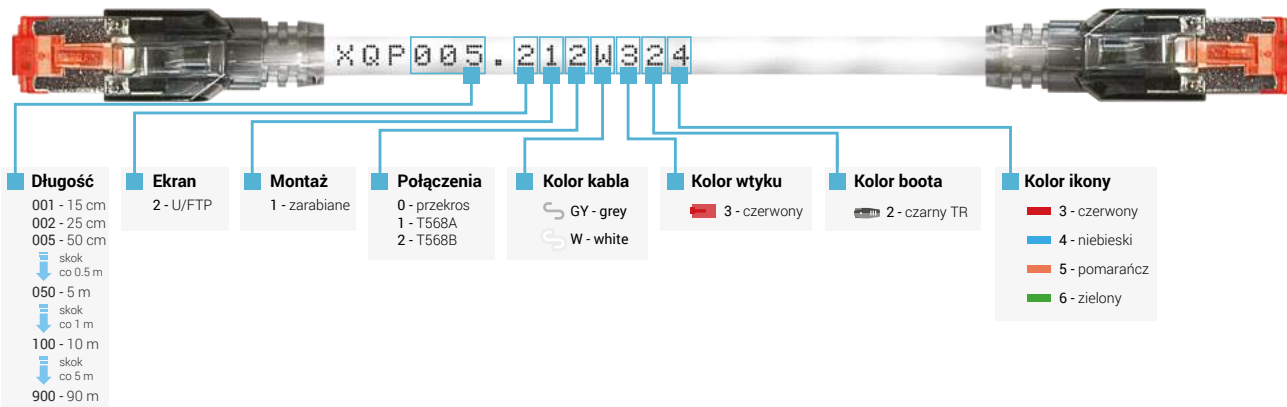 XQP005.212W324
Długość
001 - 15 cm
002 - 25 cm
005 - 50 cm
skok
co 0.5 m
050 - 5 m
skok
co 1 m
100 - 10 m
skok
co 5 m
900 - 90 m
Ekran
2 - U/FTP
Montaż
1 - zarabiane
Połączenia
0 - przekros
1 - T568A
2 - T568B
Kolor kabla
GY - grey
W - white
Kolor wtyku
3 - czerwony
Kolor boota
2 - czarny TR
Kolor ikony
3 - czerwony
4 - niebieski
5 - pomarańcz
6 - zielony